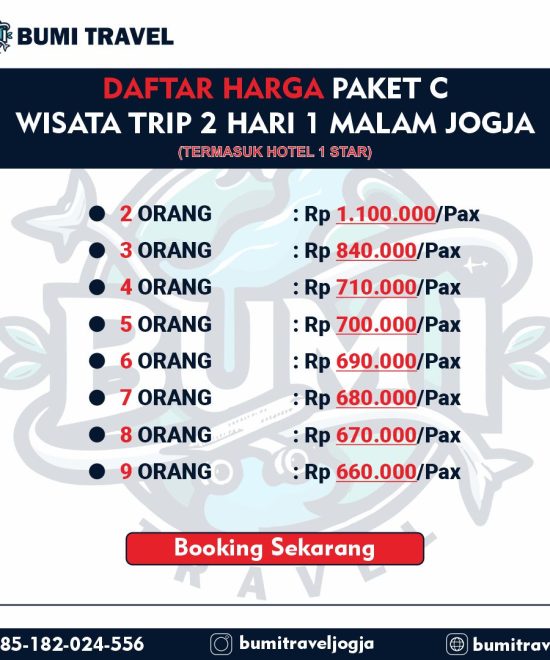 BUMI TRAVEL
DAFTAR HARGA PAKET C
WISATA TRIP 2 HARI 1 MALAM JOGJA
(TERMASUK HOTEL 1 STAR)
● 2 ORANG : Rp 1.100.000/Pax
● 3 ORANG : Rp 840.000/Pax
● 4 ORANG : Rp 710.000/Pax
● 5 ORANG : Rp 700.000/Pax
● 6 ORANG : Rp 690.000/Pax
● 7 ORANG : Rp 680.000/Pax
● 8 ORANG : Rp 670.000/Pax
● 9 ORANG : Rp 660.000/Pax
BUMI
TRAVEL
Booking Sekarang
85-182-024-556 bumitraveljogja bumitrav